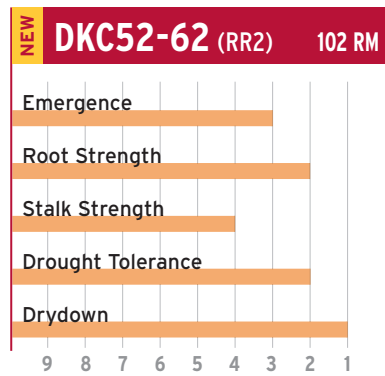 NEW
DKC52-62 (RR2) 102 RM
Emergence
Root Strength
Stalk Strength
Drought Tolerance
Drydown
9 8 7 6 5 4 3 2 1